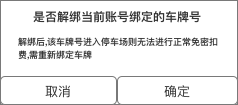 是否解绑当前账号绑定的车牌号
解绑后,该车牌号进入停车场则无法进行正常免密扣
费,需重新绑定车牌
取消
确定